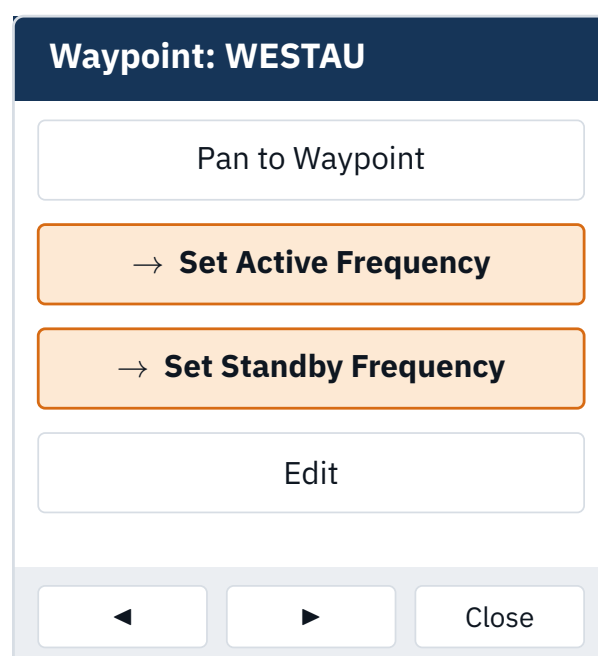 Waypoint: WESTAU
Pan to Waypoint
→ Set Active Frequency
→ Set Standby Frequency
Edit
◄ ► Close